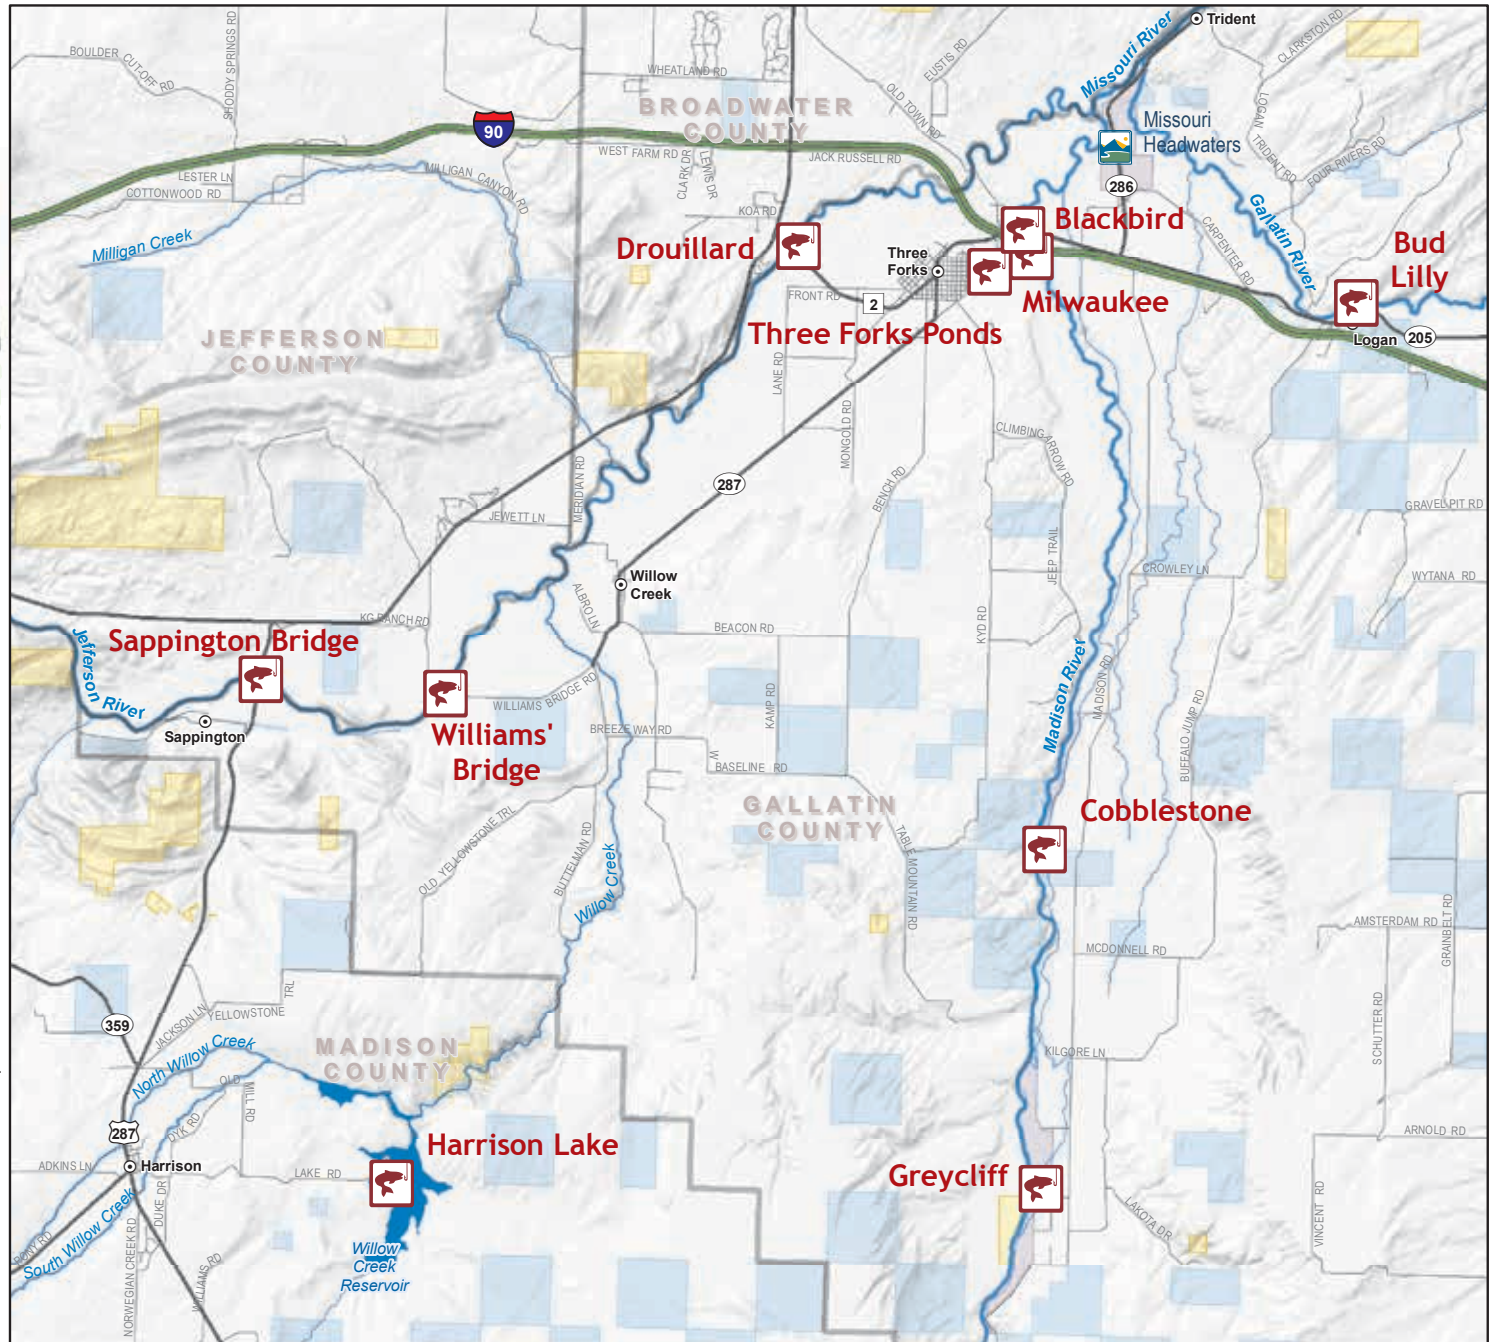 Trident
Missouri River
CLARKSTON RD
BOULDER CUT-OFF RD
SHODDY SPRINGS RD
WHEATLAND RD
EUSTIS RD
OLD TOWN RD
BROADWATER
COUNTY
90
Missouri
Headwaters
LOGAN TRIDENT RD
FOUR RIVERS RD
WEST FARM RD
CLARK DR
LEWIS DR
JACK RUSSELL RD
LESTER LN
COTTONWOOD RD
MILLIGAN CANYON RD
286
KOA RD
Milligan Creek
Drouillard
Blackbird
Three
Forks
CARPENTER RD
Gallatin River
Bud
Lilly
FRONT RD
2
Milwaukee
Three Forks Ponds
Logan
205
JEFFERSON
COUNTY
LANE RD
MONGOLD RD
CLIMBING ARROW RD
MERIDIAN RD
287
BENCH RD
JEWETT LN
GRAVEL PIT RD
JEEP TRAIL
CROWLEY LN
WYTANA RD
Willow
Creek
ALBRO LN
KG RANCH RD
BEACON RD
KYD RD
Sappington Bridge
Jefferson River
Sappington
Madison River
MADISON RD
BUFFALO JUMP RD
WILLIAMS BRIDGE RD
KAMP RD
Williams'
Bridge
BREEZE WAY RD
W BASELINE RD
GALLATIN
COUNTY
Cobblestone
OLD YELLOWSTONE TRL
BUTTELMAN RD
Willow Creek
TABLE MOUNTAIN RD
AMSTERDAM RD
GRAINBELT RD
MCDONNELL RD
359
JACKSON LN
YELLOWSTONE TRL
SCHUTTER RD
North Willow Creek
MADISON
COUNTY
KILGORE LN
OLD MILL RD
DYK RD
287
ARNOLD RD
Harrison Lake
ADKINS LN
Harrison
LAKE RD
Greycliff
DUKE DR
LAKOTA DR
VINCENT RD
PONY RD
South Willow Creek
NORWEGIAN CREEK RD
WILLIAMS RD
Willow
Creek
Reservoir